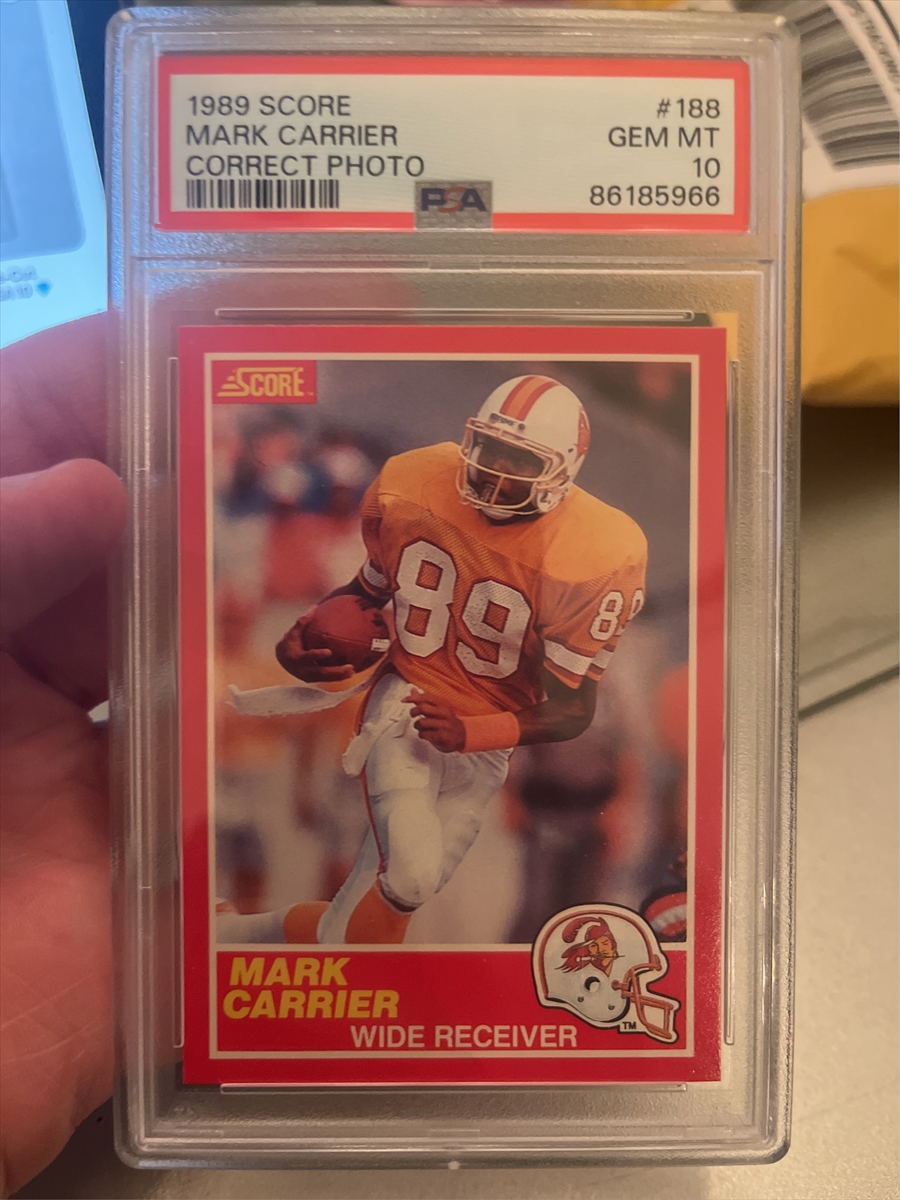 1989 SCORE #188
MARK CARRIER GEM MT
CORRECT PHOTO 10
PSA 86185966
SCORE
89 89
MARK
CARRIER
WIDE RECEIVER
TM